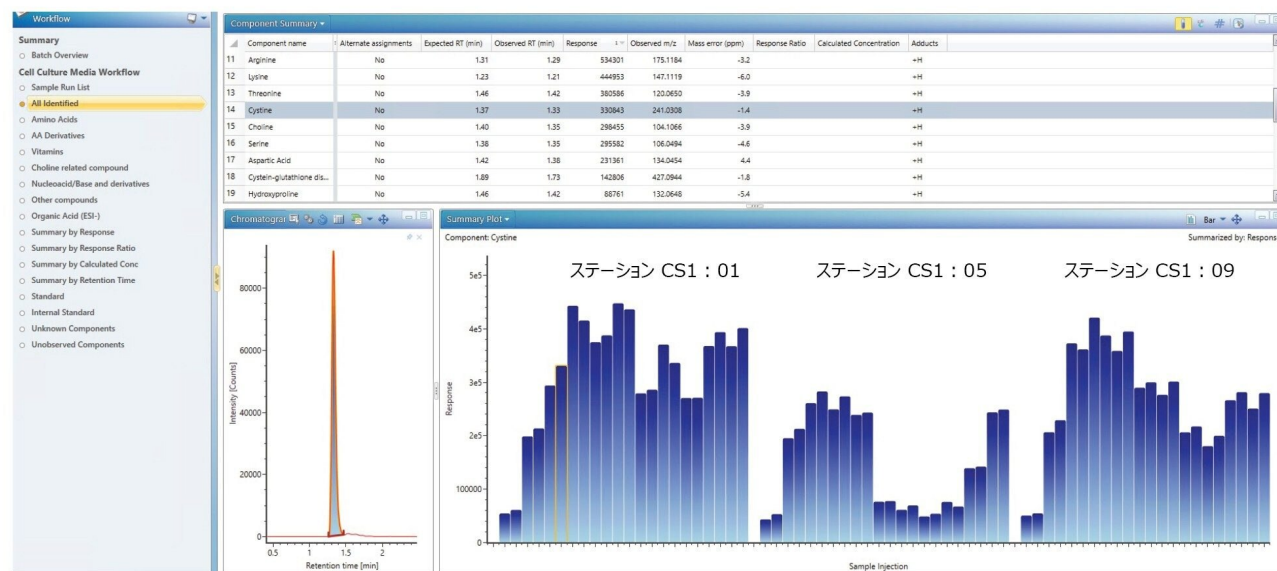 Workflow
Summary
Batch Overview
Cell Culture Media Workflow
Sample Run List
All Identified
Amino Acids
AA Derivatives
Vitamins
Choline related compound
Nucleoacid/Base and derivatives
Other compounds
Organic Acid (ESI-)
Summary by Response
Summary by Response Ratio
Summary by Calculated Conc
Summary by Retention Time
Standard
Internal Standard
Unknown Components
Unobserved Components
Component Summary
Component name Alternate assignments Expected RT (min) Observed RT (min) Response Observed m/z Mass error (ppm) Response Ratio Calculated Concentration Adducts
11 Arginine No 1.31 1.29 534301 175.1184 -3.2 +H
12 Lysine No 1.23 1.21 444953 147.1119 -6.0 +H
13 Threonine No 1.46 1.42 380586 120.0650 -3.9 +H
14 Cystine No 1.37 1.33 330843 241.0308 -1.4 +H
15 Choline No 1.40 1.35 298455 104.1066 -3.9 +H
16 Serine No 1.38 1.35 295582 106.0494 -4.6 +H
17 Aspartic Acid No 1.42 1.38 231361 134.0454 4.4 +H
18 Cystein-glutathione dis... No 1.89 1.73 142806 427.0944 -1.8 +H
19 Hydroxyproline No 1.46 1.42 88761 132.0648 -5.4 +H
Chromatogran
80000
60000
40000
20000
0
Intensity [Counts]
0.5 1 1.5 2
Retention time [min]
Summary Plot
Bar
Component: Cystine
Summarized by: Respon
ステーション CS1：01
ステーション CS1：05
ステーション CS1：09
5e5
4e5
3e5
2e5
100000
0
Response
Sample Injection